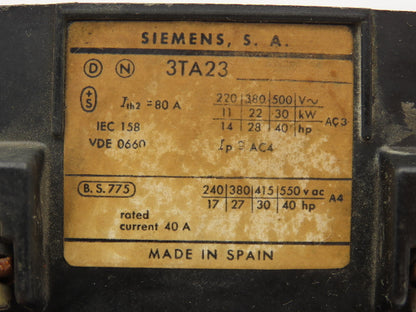 SIEMENS, S. A.
D N 3TA23
S Ith2 = 80 A 220 380 500 V~
11 22 30 kW AC3
IEC 158 14 28 40 hp
VDE 0660 Ip AC4
B.S. 775 240 380 415 550 v ac A4
17 27 30 40 hp
rated
current 40 A
MADE IN SPAIN